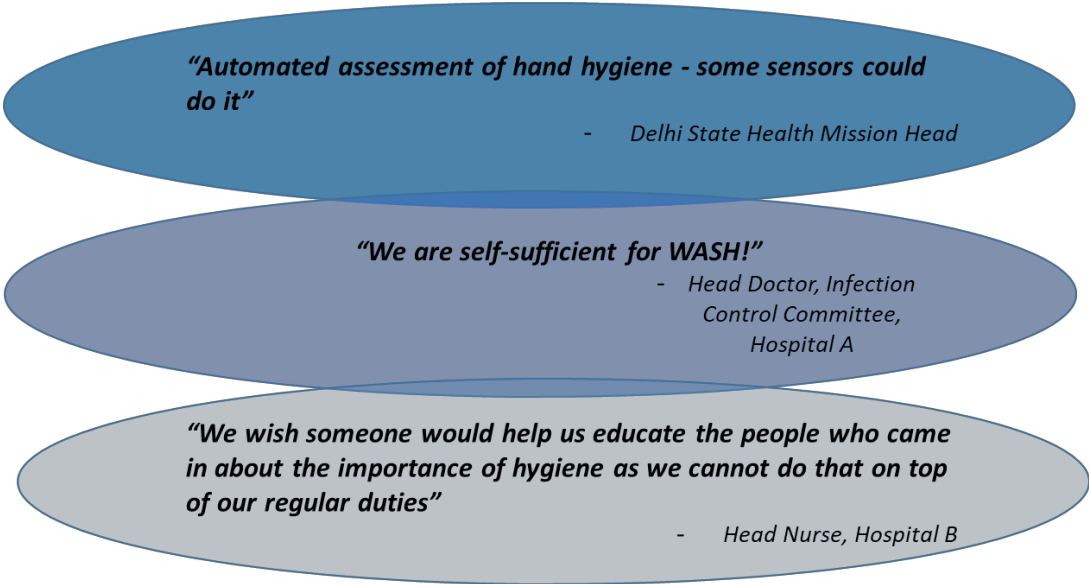 “Automated assessment of hand hygiene - some sensors could
do it”
- Delhi State Health Mission Head
“We are self-sufficient for WASH!”
- Head Doctor, Infection
Control Committee,
Hospital A
“We wish someone would help us educate the people who came
in about the importance of hygiene as we cannot do that on top
of our regular duties”
- Head Nurse, Hospital B